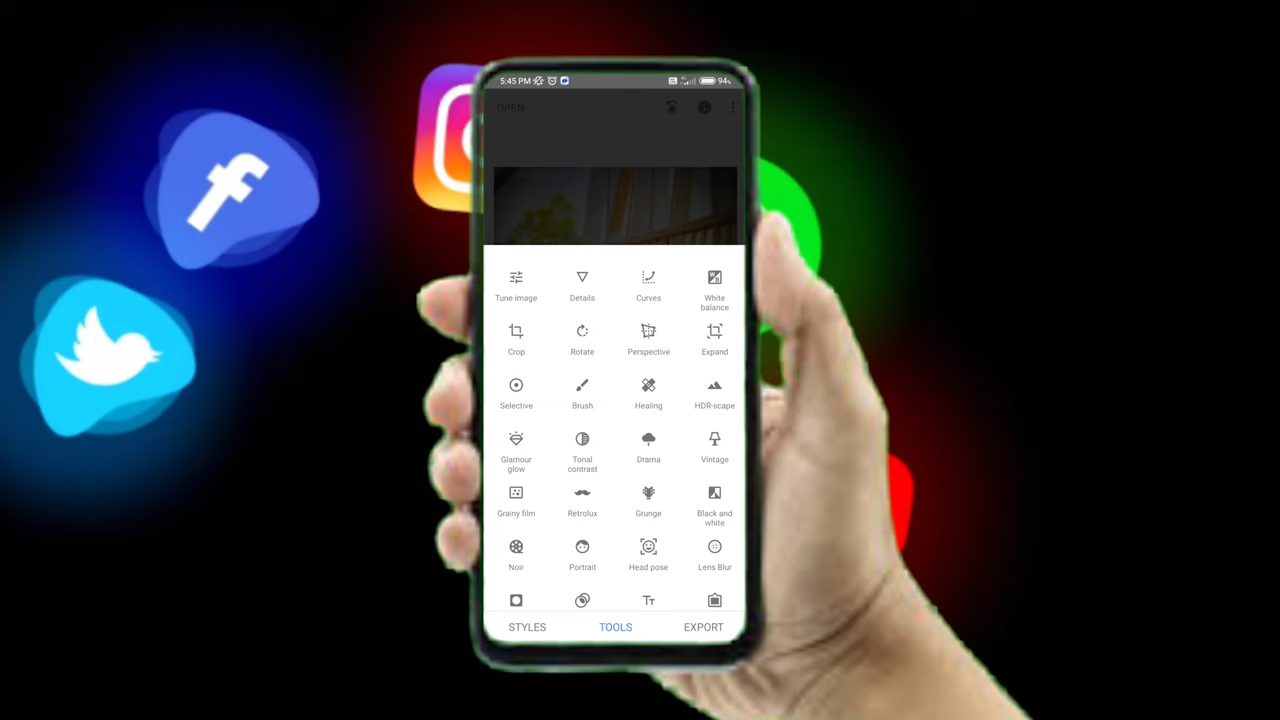 5:45 PM 94%
OPEN
Tune image Details Curves White balance
Crop Rotate Perspective Expand
Selective Brush Healing HDR-scape
Glamour glow Tonal contrast Drama Vintage
Grainy film Retrolux Grunge Black and white
Noir Portrait Head pose Lens Blur
Tт
STYLES TOOLS EXPORT